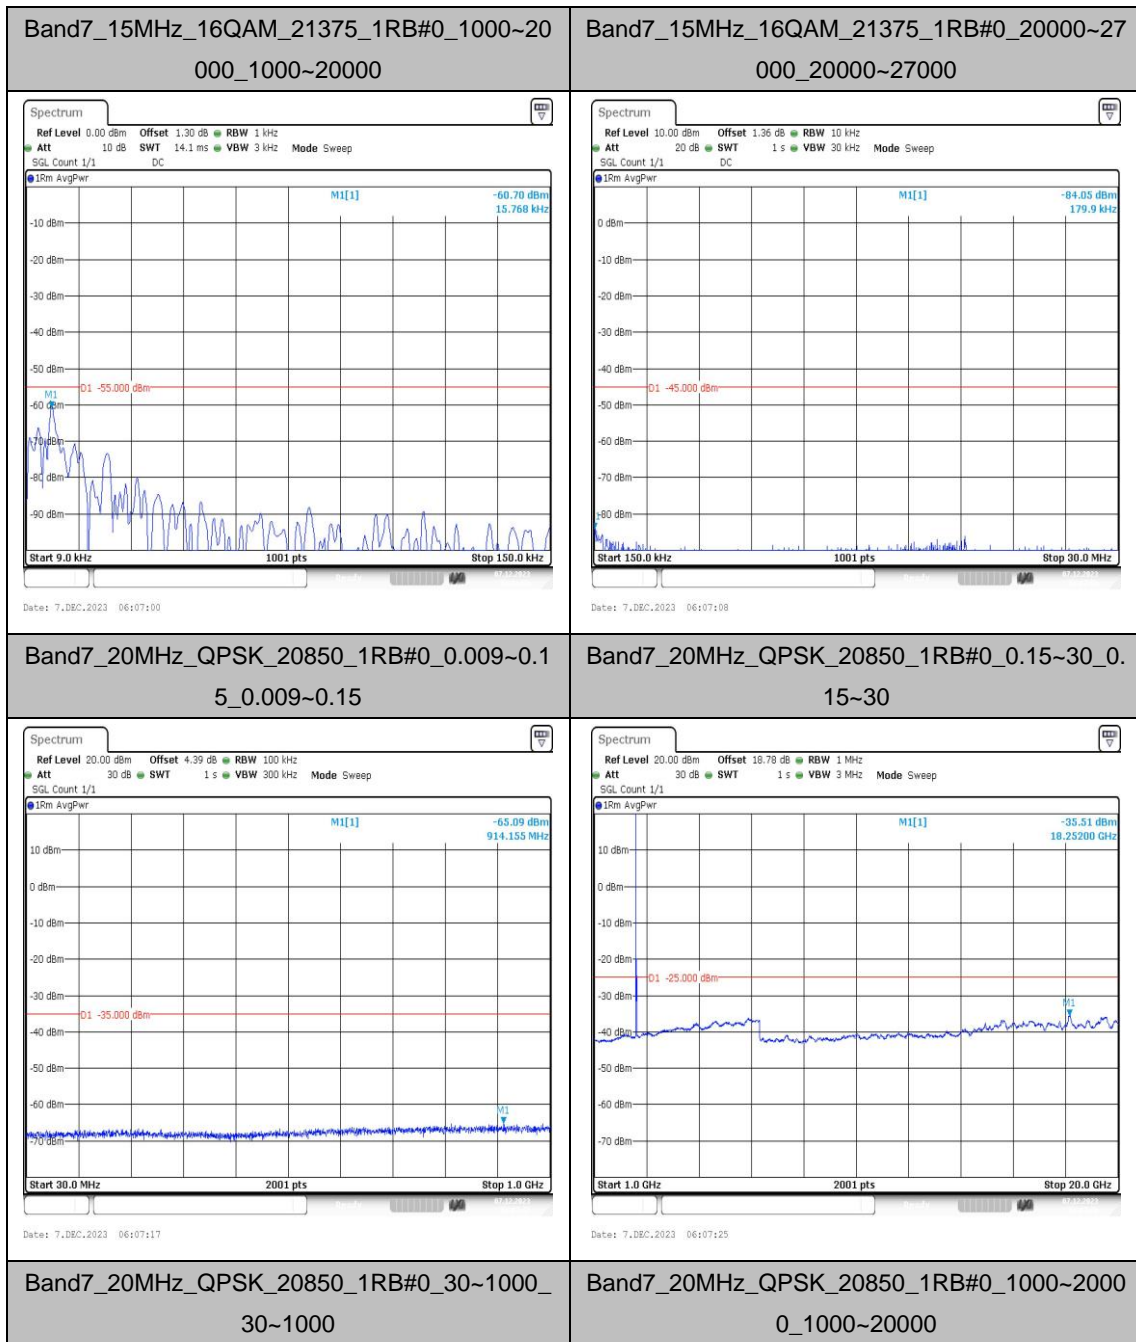 Band7_15MHz_16QAM_21375_1RB#0_1000~20
000_1000~20000
Band7_15MHz_16QAM_21375_1RB#0_20000~27
000_20000~27000
Spectrum
Ref Level 0.00 dBm Offset 1.30 dB RBW 1 kHz
Att 10 dB SWT 14.1 ms VBW 3 kHz Mode Sweep
SGL Count 1/1 DC
1Rm AvgPwr
M1[1] -60.70 dBm
15.768 kHz
-10 dBm
-20 dBm
-30 dBm
-40 dBm
-50 dBm
D1 -55.000 dBm
M1
-60 dBm
-70 dBm
-80 dBm
-90 dBm
Start 9.0 kHz 1001 pts Stop 150.0 kHz
Date: 7.DEC.2023 06:07:00
Spectrum
Ref Level 10.00 dBm Offset 1.36 dB RBW 10 kHz
Att 20 dB SWT 1 s VBW 30 kHz Mode Sweep
SGL Count 1/1 DC
1Rm AvgPwr
M1[1] -84.05 dBm
179.9 kHz
0 dBm
-10 dBm
-20 dBm
-30 dBm
-40 dBm
D1 -45.000 dBm
-50 dBm
-60 dBm
-70 dBm
-80 dBm
Start 150.0 kHz 1001 pts Stop 30.0 MHz
Date: 7.DEC.2023 06:07:08
Band7_20MHz_QPSK_20850_1RB#0_0.009~0.1
5_0.009~0.15
Band7_20MHz_QPSK_20850_1RB#0_0.15~30_0.
15~30
Spectrum
Ref Level 20.00 dBm Offset 4.39 dB RBW 100 kHz
Att 30 dB SWT 1 s VBW 300 kHz Mode Sweep
SGL Count 1/1
1Rm AvgPwr
M1[1] -65.09 dBm
914.155 MHz
10 dBm
0 dBm
-10 dBm
-20 dBm
-30 dBm
D1 -35.000 dBm
-40 dBm
-50 dBm
-60 dBm
M1
-70 dBm
Start 30.0 MHz 2001 pts Stop 1.0 GHz
Date: 7.DEC.2023 06:07:17
Spectrum
Ref Level 20.00 dBm Offset 18.78 dB RBW 1 MHz
Att 30 dB SWT 1 s VBW 3 MHz Mode Sweep
SGL Count 1/1
1Rm AvgPwr
M1[1] -35.51 dBm
18.25200 GHz
10 dBm
0 dBm
-10 dBm
-20 dBm
D1 -25.000 dBm
-30 dBm
M1
-40 dBm
-50 dBm
-60 dBm
-70 dBm
Start 1.0 GHz 2001 pts Stop 20.0 GHz
Date: 7.DEC.2023 06:07:25
Band7_20MHz_QPSK_20850_1RB#0_30~1000_
30~1000
Band7_20MHz_QPSK_20850_1RB#0_1000~2000
0_1000~20000